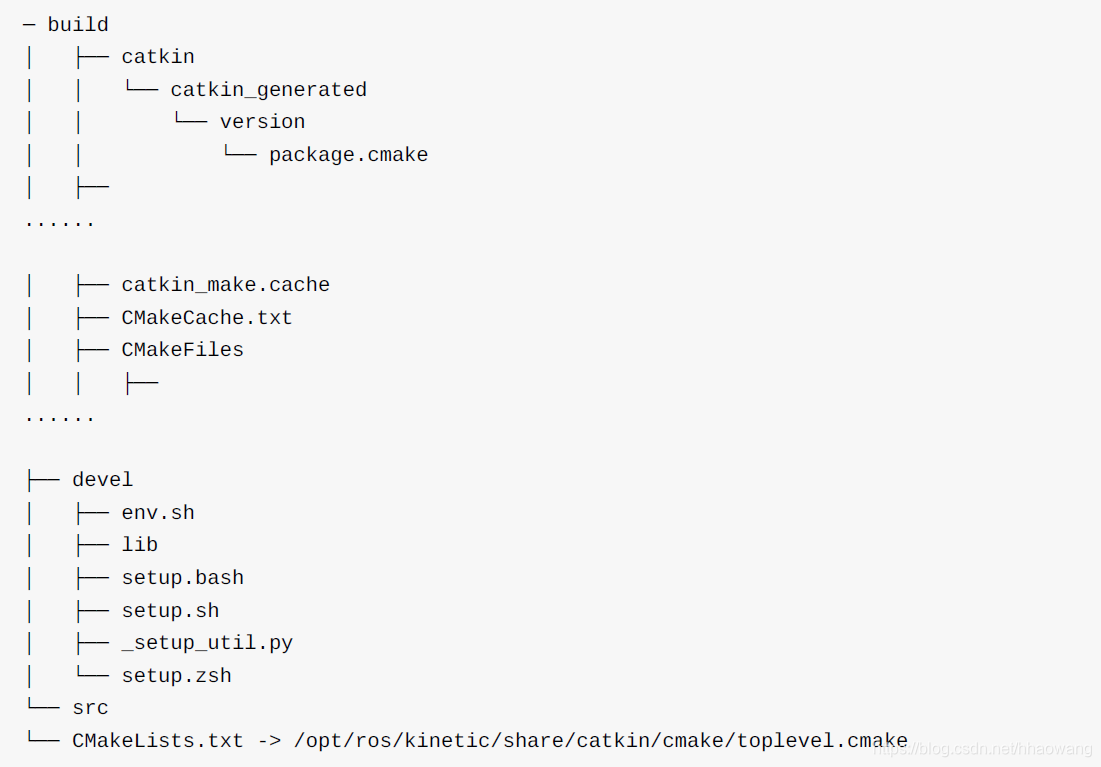 ─ build
│   ├── catkin
│   │   └── catkin_generated
│   │       └── version
│   │           └── package.cmake
│   ├──
......
│   ├── catkin_make.cache
│   ├── CMakeCache.txt
│   ├── CMakeFiles
│   │   ├──
......
├── devel
│   ├── env.sh
│   ├── lib
│   ├── setup.bash
│   ├── setup.sh
│   ├── _setup_util.py
│   └── setup.zsh
└── src
└── CMakeLists.txt -> /opt/ros/kinetic/share/catkin/cmake/toplevel.cmake
https://blog.csdn.net/nhaowang